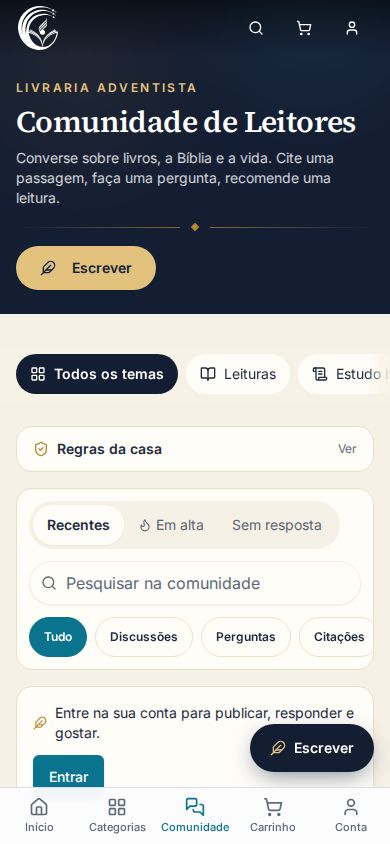 LIVRARIA ADVENTISTA
Comunidade de Leitores
Converse sobre livros, a Bíblia e a vida. Cite uma
passagem, faça uma pergunta, recomende uma
leitura.
Escrever
Todos os temas
Leituras
Estudo
Regras da casa
Ver
Recentes
Em alta
Sem resposta
Pesquisar na comunidade
Tudo
Discussões
Perguntas
Citações
Entre na sua conta para publicar, responder e
gostar.
Escrever
Entrar
Início
Categorias
Comunidade
Carrinho
Conta